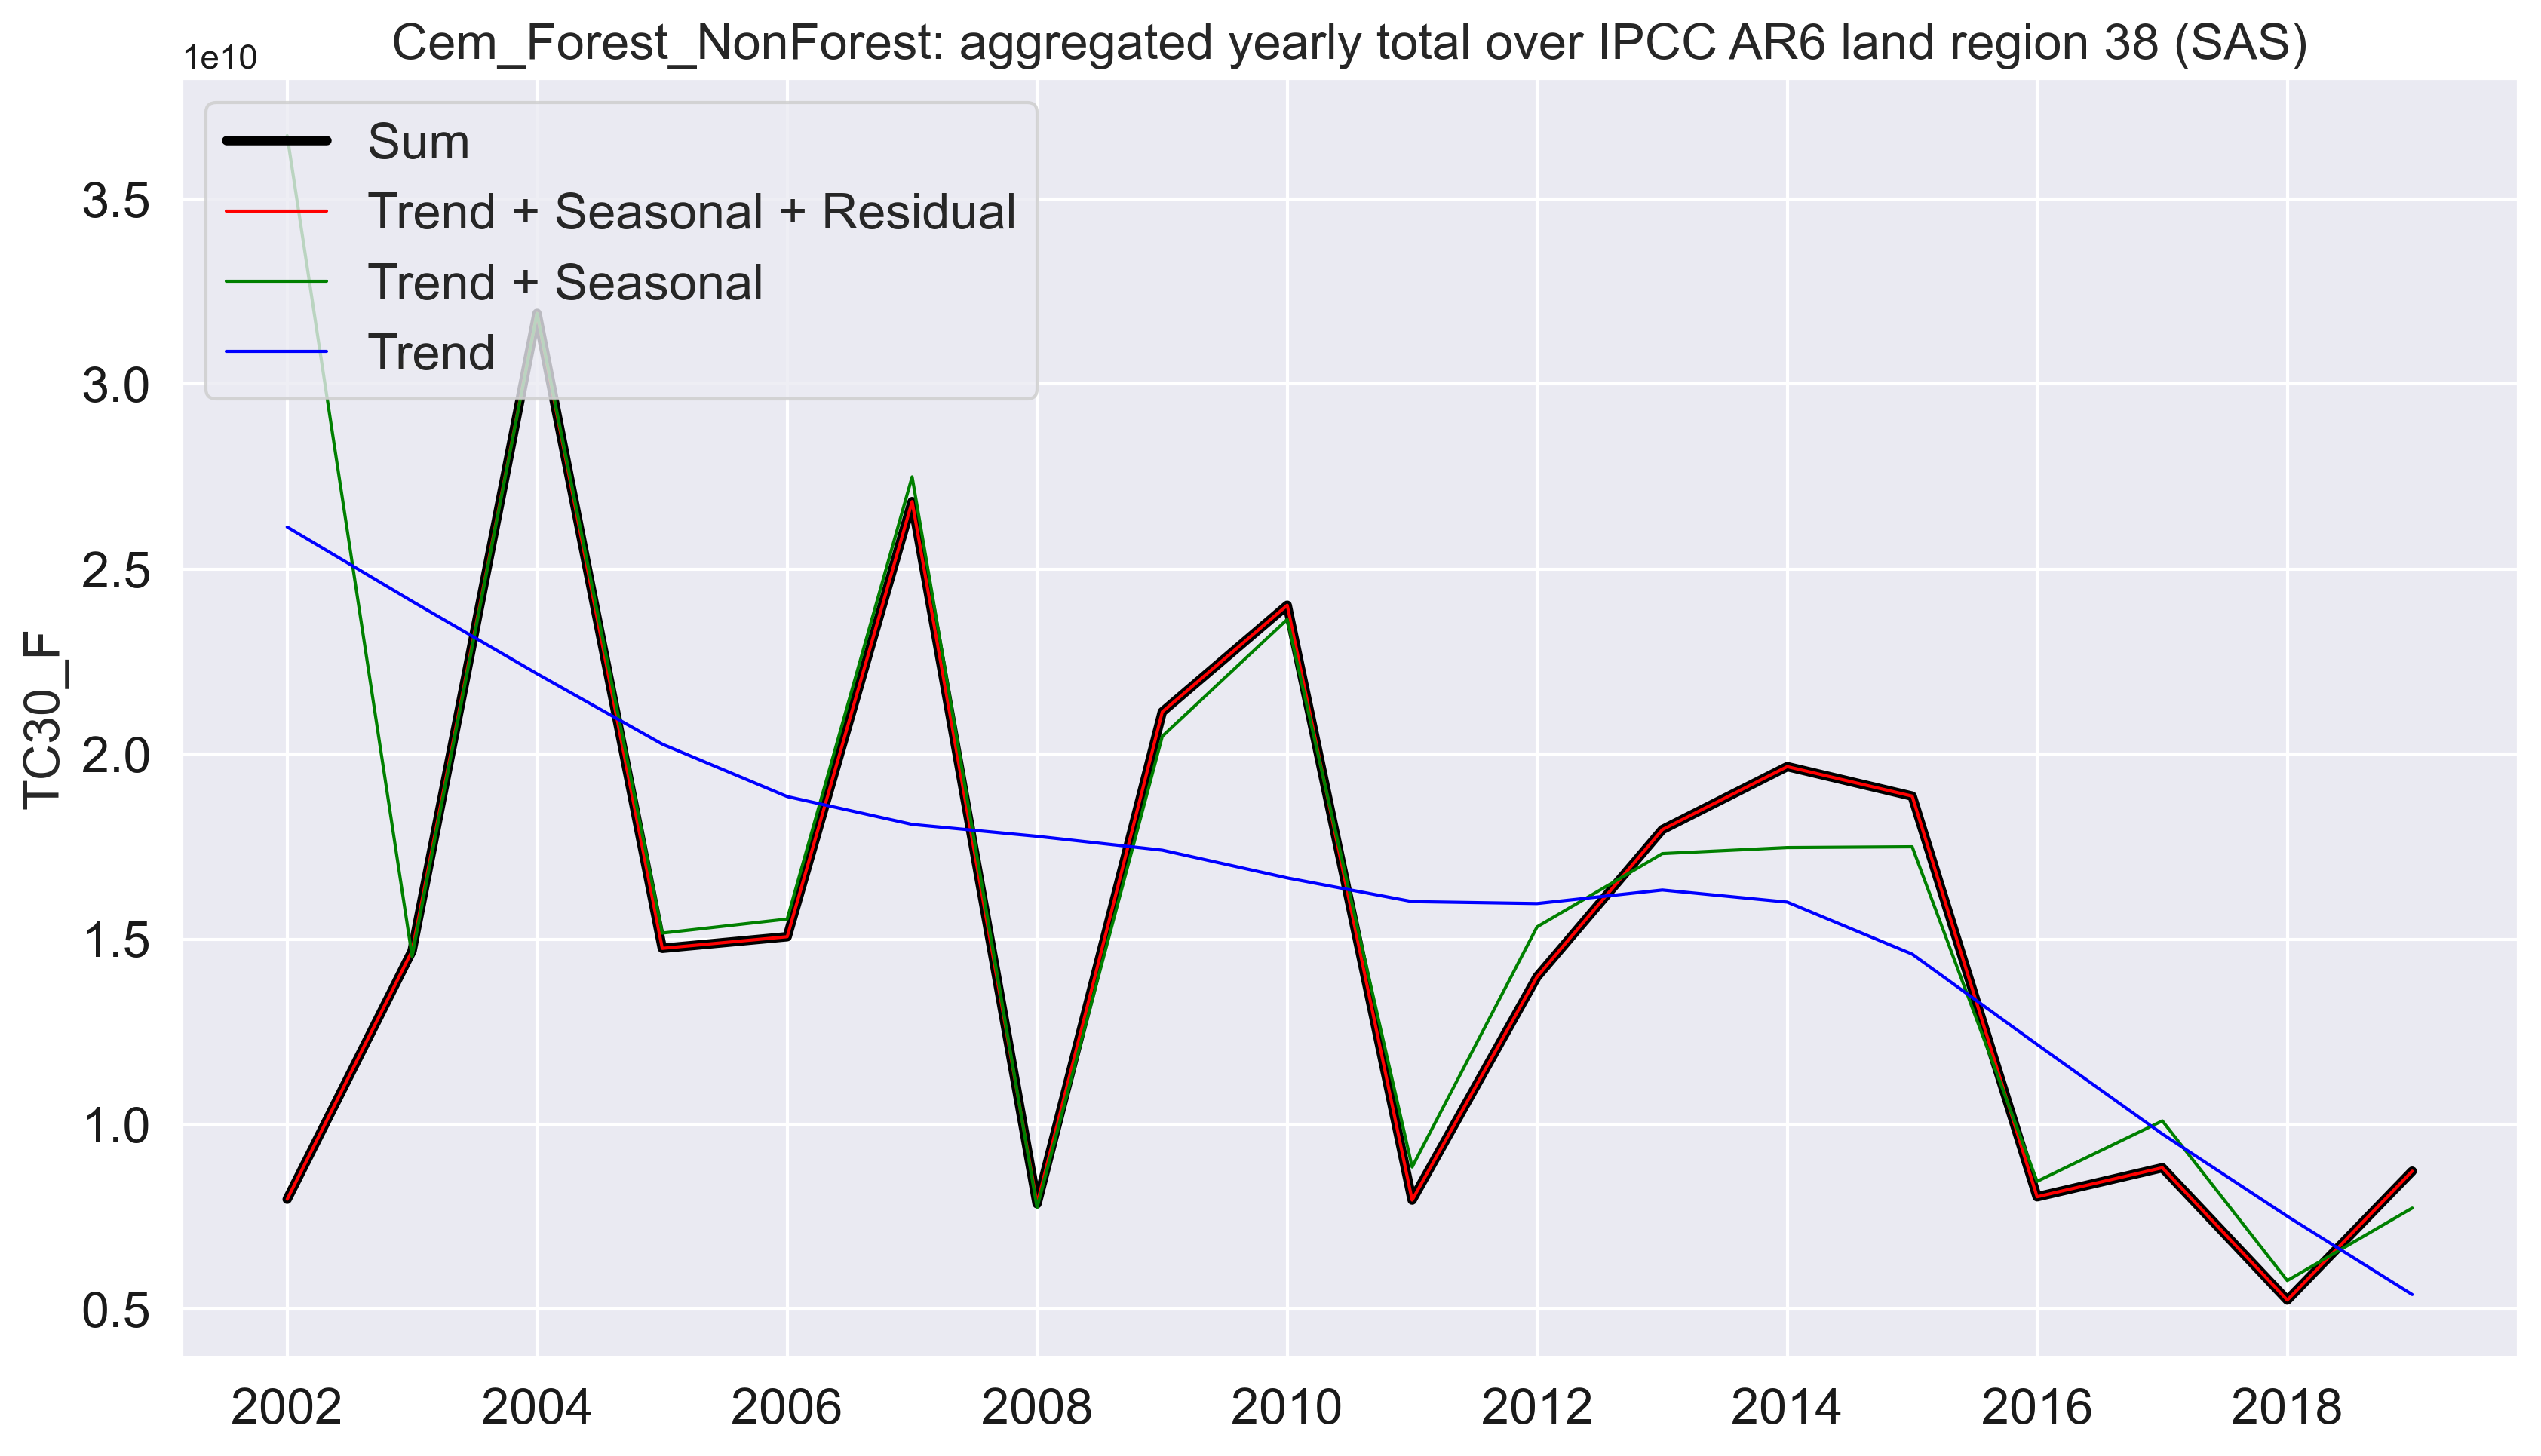 Cem_Forest_NonForest: aggregated yearly total over IPCC AR6 land region 38 (SAS)
1e10
Sum
Trend + Seasonal + Residual
Trend + Seasonal
Trend
3.5
3.0
2.5
2.0
1.5
1.0
0.5
TC30_F
2002 2004 2006 2008 2010 2012 2014 2016 2018